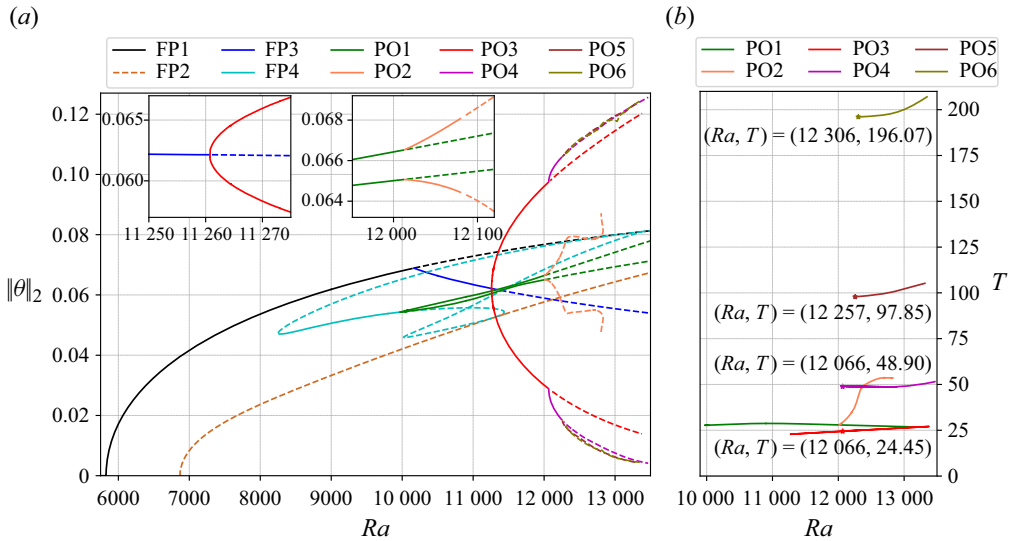 (a)
(b)
FP1 FP3 PO1 PO3 PO5
FP2 FP4 PO2 PO4 PO6
PO1 PO3 PO5
PO2 PO4 PO6
0.12
0.10
0.08
0.06
0.04
0.02
0
‖θ‖2
0.065
0.060
11 250 11 260 11 270
0.068
0.066
0.064
12 000 12 100
6000 7000 8000 9000 10 000 11 000 12 000 13 000
Ra
(Ra, T) = (12 306, 196.07)
(Ra, T) = (12 257, 97.85)
(Ra, T) = (12 066, 48.90)
(Ra, T) = (12 066, 24.45)
200
175
150
125
100
75
50
25
0
T
10 000 11 000 12 000 13 000
Ra